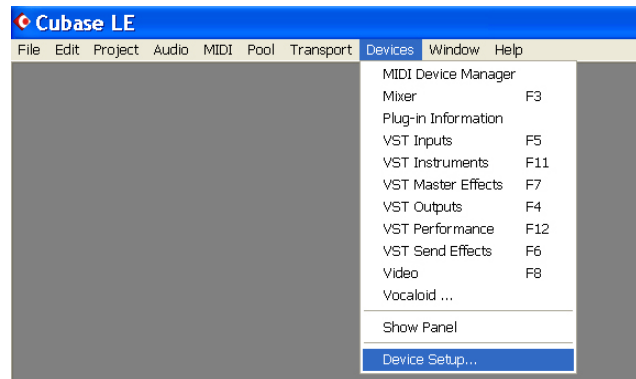 Cubase LE
File Edit Project Audio MIDI Pool Transport Devices Window Help
MIDI Device Manager
Mixer F3
Plug-in Information
VST Inputs F5
VST Instruments F11
VST Master Effects F7
VST Outputs F4
VST Performance F12
VST Send Effects F6
Video F8
Vocaloid ...
Show Panel
Device Setup...